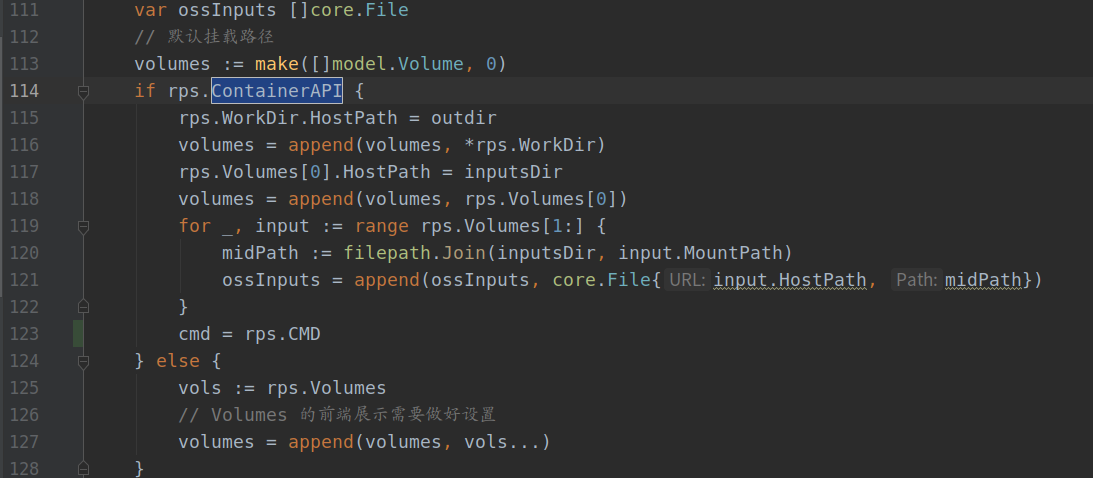 111 var ossInputs []core.File
112 // 默认挂载路径
113 volumes := make([]model.Volume, 0)
114 if rps.ContainerAPI {
115 rps.WorkDir.HostPath = outdir
116 volumes = append(volumes, *rps.WorkDir)
117 rps.Volumes[0].HostPath = inputsDir
118 volumes = append(volumes, rps.Volumes[0])
119 for _, input := range rps.Volumes[1:] {
120 midPath := filepath.Join(inputsDir, input.MountPath)
121 ossInputs = append(ossInputs, core.File{ URL: input.HostPath, Path: midPath})
122 }
123 cmd = rps.CMD
124 } else {
125 vols := rps.Volumes
126 // Volumes 的前端展示需要做好设置
127 volumes = append(volumes, vols...)
128 }